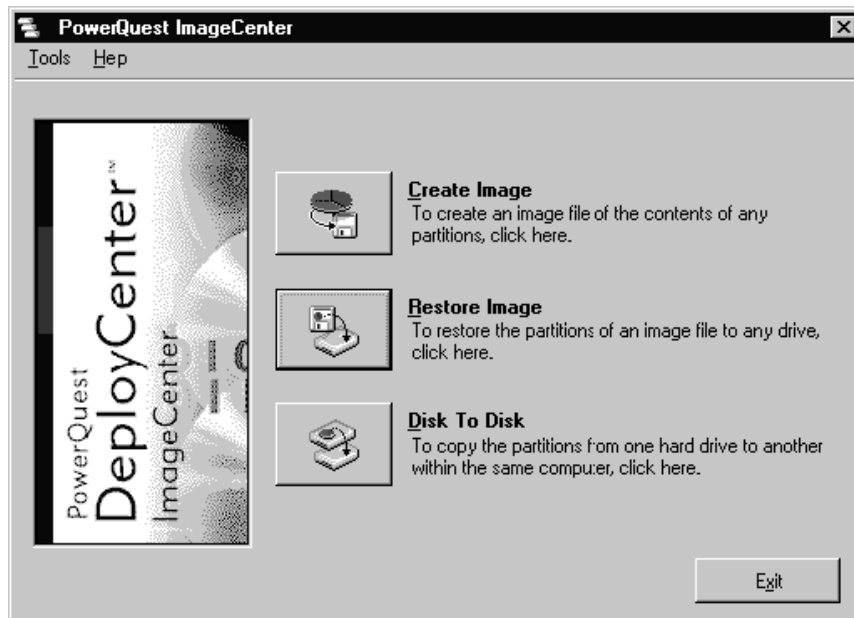 PowerQuest ImageCenter
Tools Help
PowerQuest
DeployCenter™
ImageCenter
Create Image
To create an image file of the contents of any
partitions, click here.
Restore Image
To restore the partitions of an image file to any drive,
click here.
Disk To Disk
To copy the partitions from one hard drive to another
within the same computer, click here.
Exit